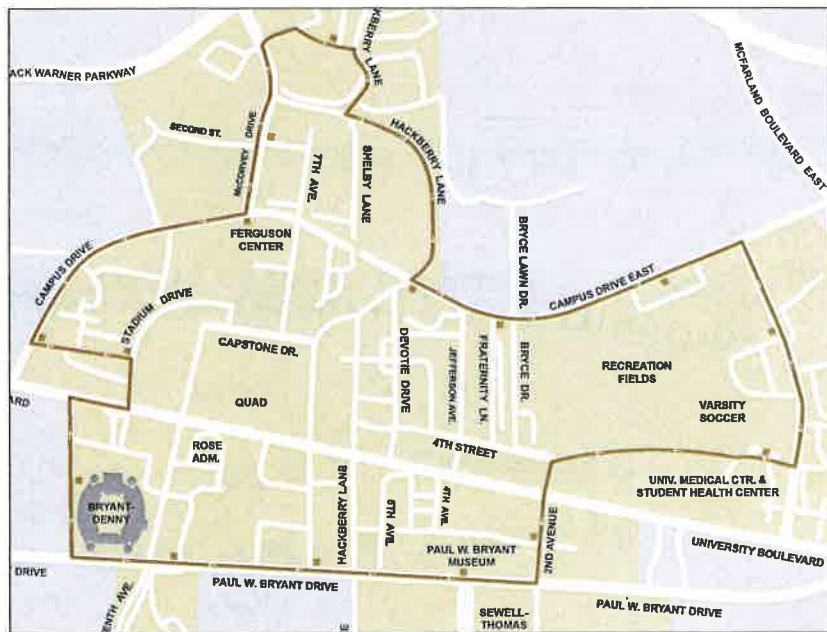 KBERRY LANE
ACK WARNER PARKWAY
MCFARLAND BOULEVARD EAST
SECOND ST.
McCORVEY DRIVE
7TH AVE.
SHELBY LANE
HACKBERRY LANE
FERGUSON
CENTER
BRYCE LAWN DR.
CAMPUS DRIVE
CAMPUS DRIVE EAST
STADIUM DRIVE
CAPSTONE DR.
DEVOTIE DRIVE
JEFFERSON AVE.
FRATERNITY LN.
BRYCE DR.
RECREATION
FIELDS
QUAD
ARD
VARSITY
SOCCER
ROSE
ADM.
4TH STREET
UNIV. MEDICAL CTR. &
STUDENT HEALTH CENTER
BRYANT-
DENNY
HACKBERRY LANE
5TH AVE.
4TH AVE.
2ND AVENUE
UNIVERSITY BOULEVARD
PAUL W. BRYANT
MUSEUM
DRIVE
PAUL W. BRYANT DRIVE
PAUL W. BRYANT DRIVE
ENTH AVE.
SEWELL-
THOMAS
E